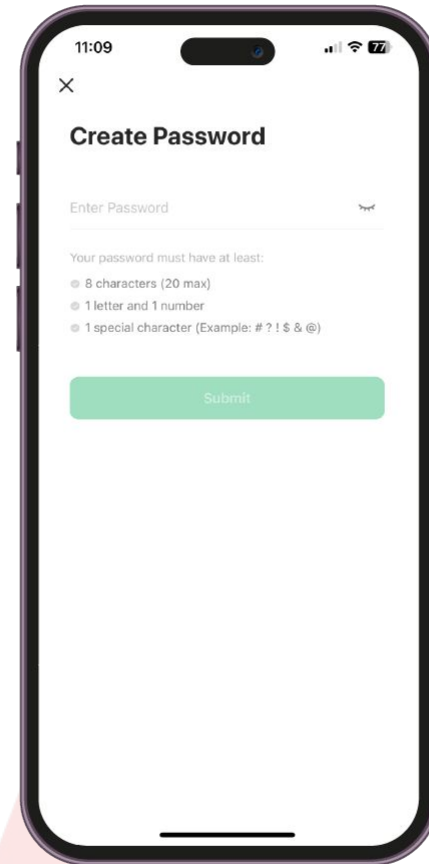 11:09
77
Create Password
Enter Password
Your password must have at least:
8 characters (20 max)
1 letter and 1 number
1 special character (Example: # ? ! $ & @)
Submit